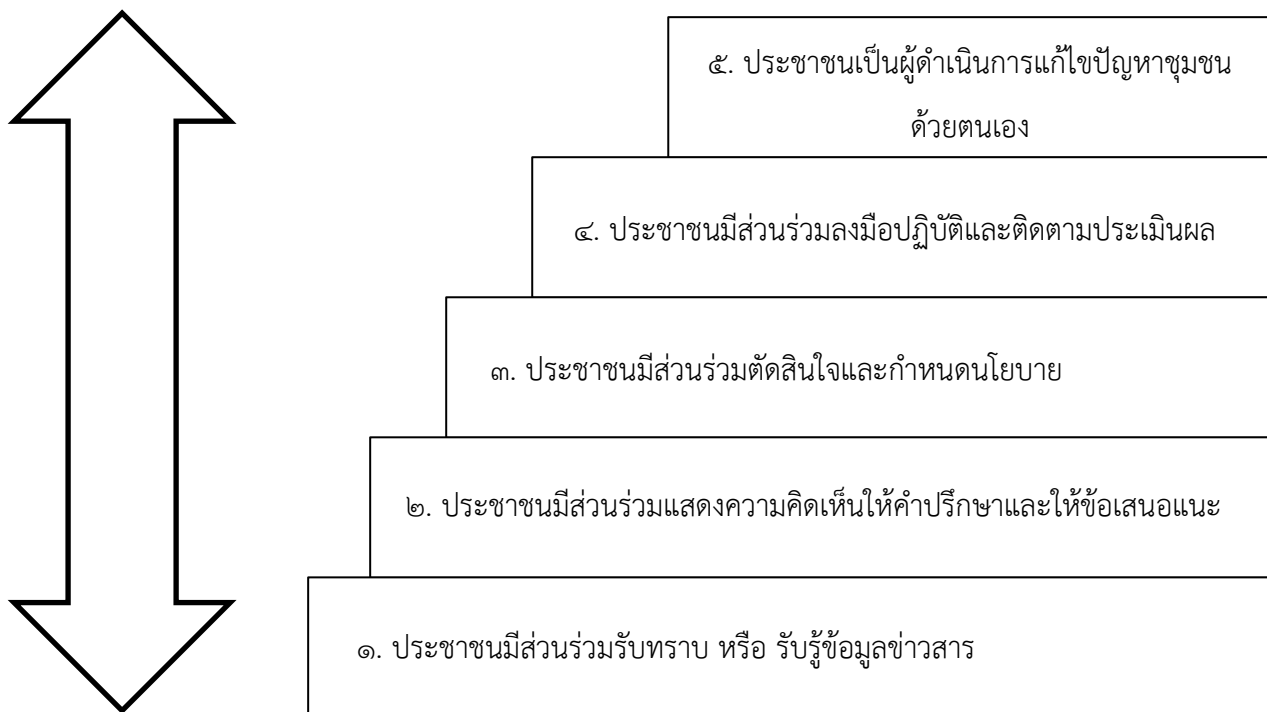 ๕. ประชาชนเป็นผู้ดำเนินการแก้ไขปัญหาชุมชน
ด้วยตนเอง
๔. ประชาชนมีส่วนร่วมลงมือปฏิบัติและติดตามประเมินผล
๓. ประชาชนมีส่วนร่วมตัดสินใจและกำหนดนโยบาย
๒. ประชาชนมีส่วนร่วมแสดงความคิดเห็นให้คำปรึกษาและให้ข้อเสนอแนะ
๑. ประชาชนมีส่วนร่วมรับทราบ หรือ รับรู้ข้อมูลข่าวสาร